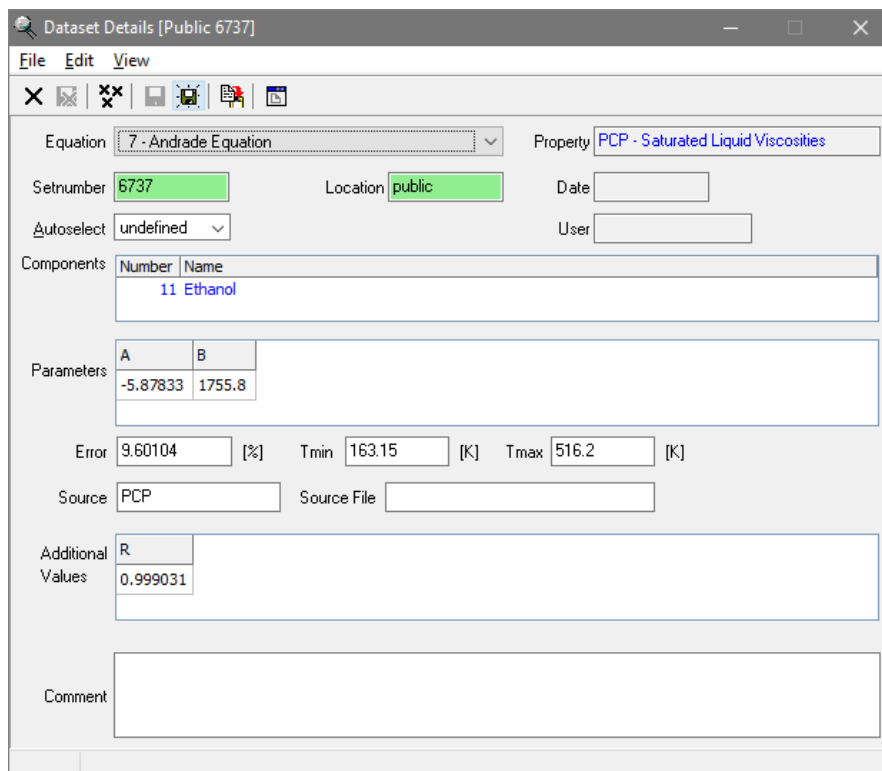 Dataset Details [Public 6737]
File Edit View
Equation 7 - Andrade Equation Property PCP - Saturated Liquid Viscosities
Setnumber 6737 Location public Date
Autoselect undefined User
Components Number Name
11 Ethanol
Parameters A B
-5.87833 1755.8
Error 9.60104 [%] Tmin 163.15 [K] Tmax 516.2 [K]
Source PCP Source File
Additional Values R
0.999031
Comment